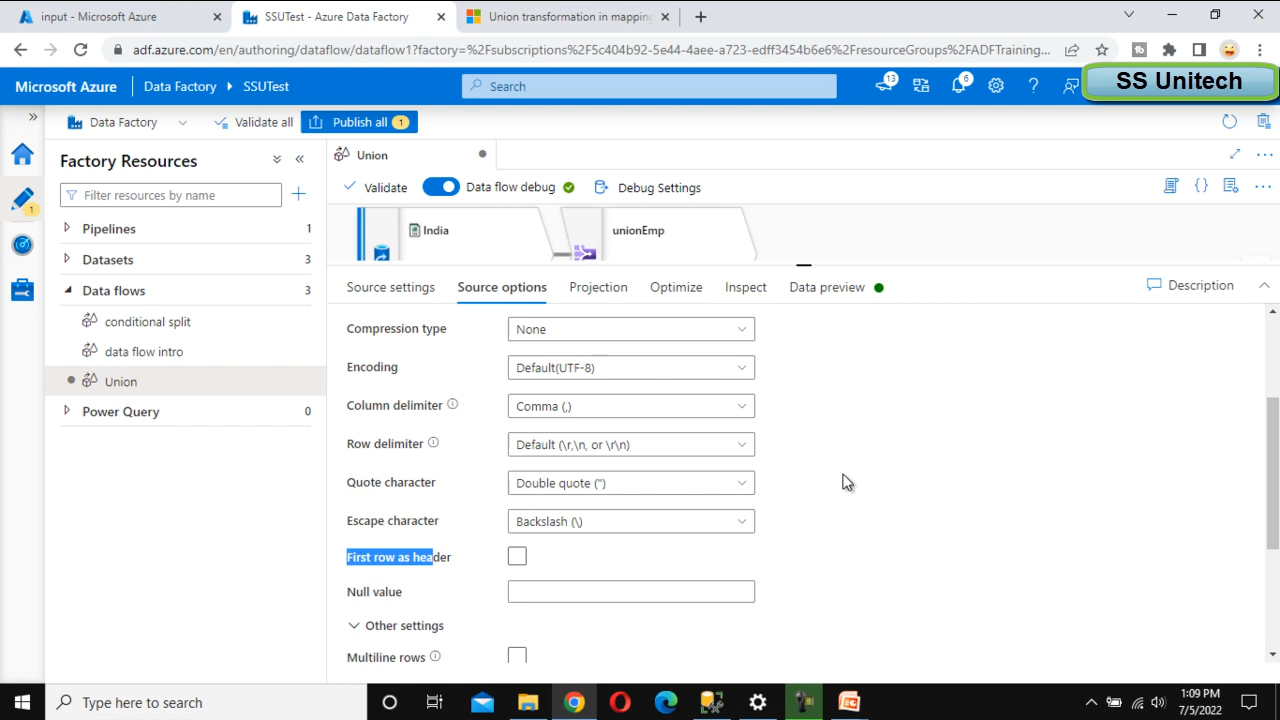 input - Microsoft Azure
SSUTest - Azure Data Factory
Union transformation in mapping
adf.azure.com/en/authoring/dataflow/dataflow1?factory=%2Fsubscriptions%2F5c404b92-5e44-4aee-a723-edff3454b6e6%2FresourceGroups%2FADFTraining...
Microsoft Azure
Data Factory
SSUTest
Search
13
6
SS Unitech
Data Factory
Validate all
Publish all
1
Factory Resources
Union
Filter resources by name
Validate
Data flow debug
Debug Settings
1
Pipelines
1
Datasets
3
Data flows
3
conditional split
data flow intro
Union
Power Query
0
India
unionEmp
Source settings
Source options
Projection
Optimize
Inspect
Data preview
Description
Compression type
None
Encoding
Default(UTF-8)
Column delimiter
Comma (,)
Row delimiter
Default (\r,\n, or \r\n)
Quote character
Double quote (")
Escape character
Backslash (\)
First row as header
Null value
Other settings
Multiline rows
Type here to search
1:09 PM
7/5/2022